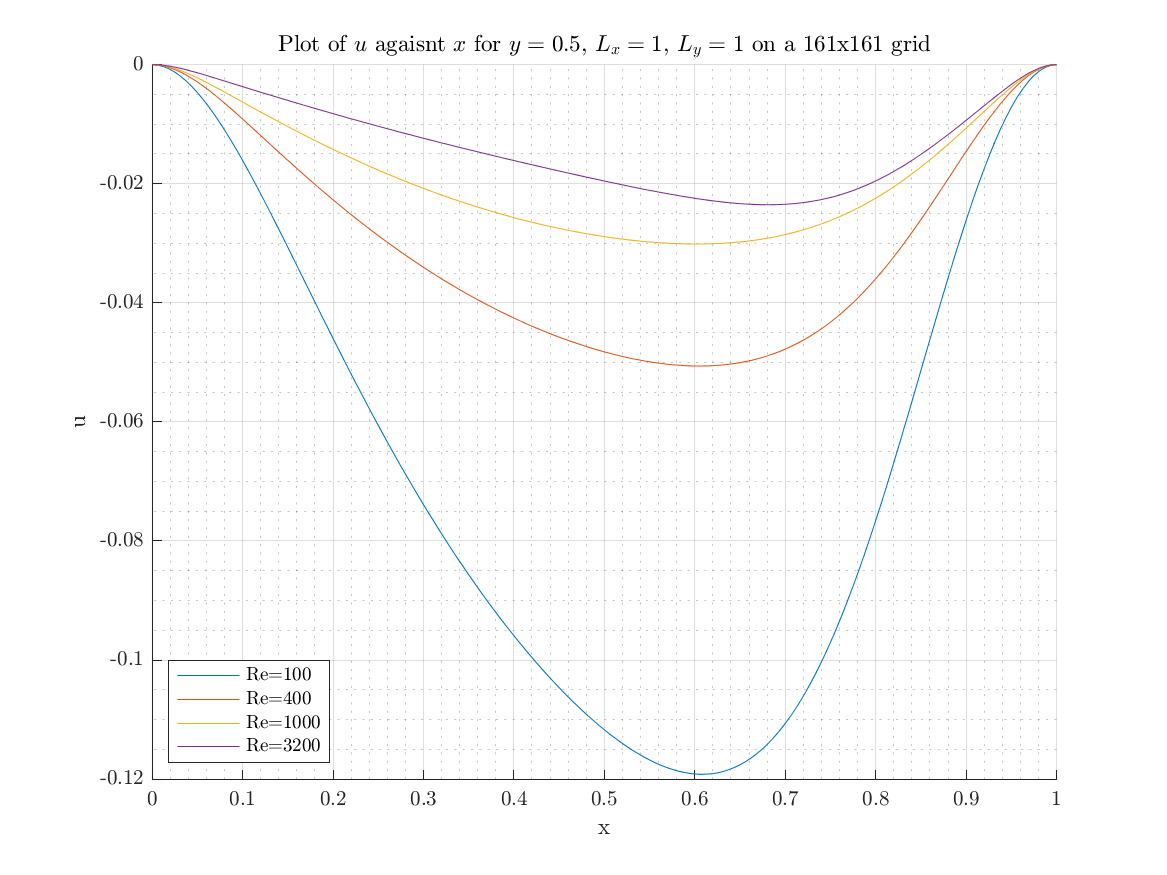 Plot of u agaisnt x for y = 0.5, Lx = 1, Ly = 1 on a 161x161 grid
0
-0.02
-0.04
-0.06
-0.08
-0.1
-0.12
u
Re=100
Re=400
Re=1000
Re=3200
0 0.1 0.2 0.3 0.4 0.5 0.6 0.7 0.8 0.9 1
x